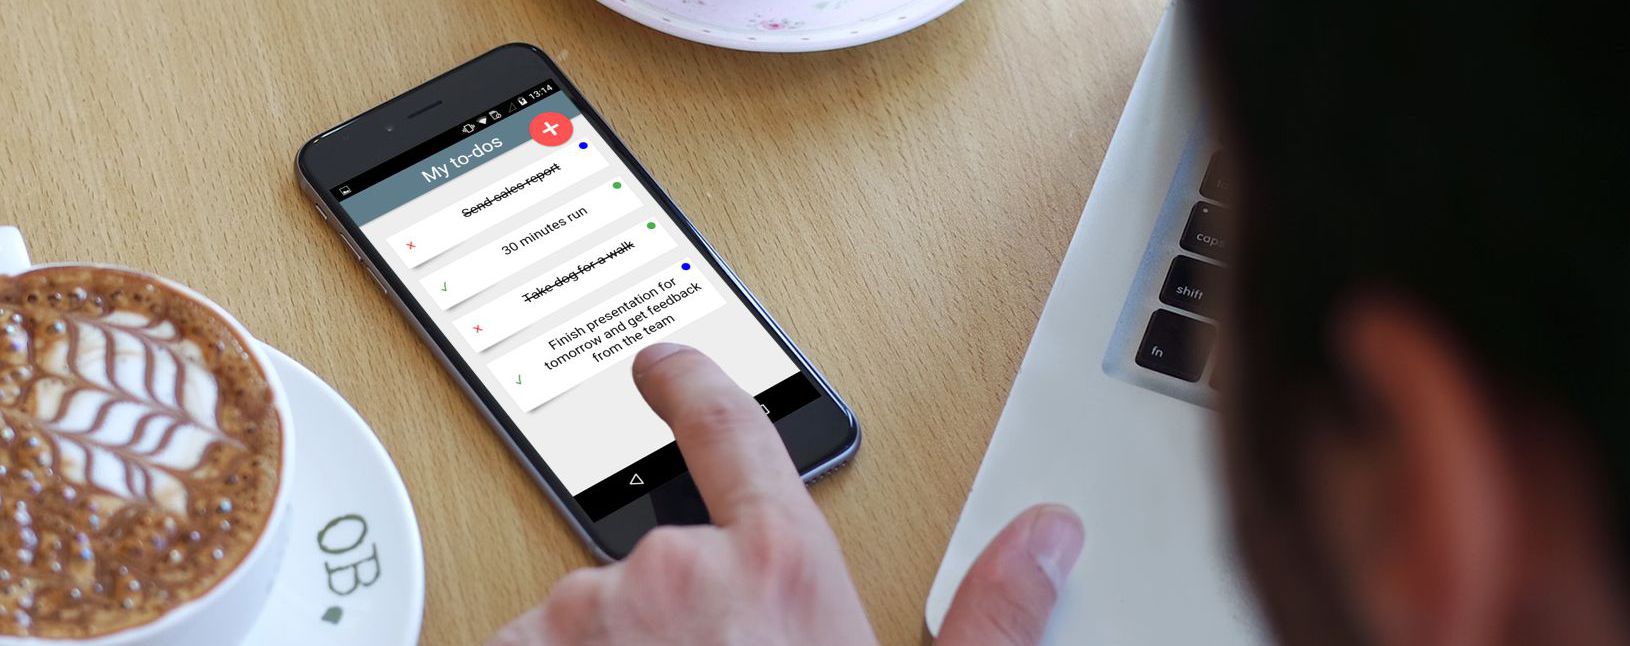 13:14
My to-dos
+
Send sales report
x
30 minutes run
✓
Take dog for a walk
x
Finish presentation for
tomorrow and get feedback
from the team
✓
caps
shift
fn
OB.